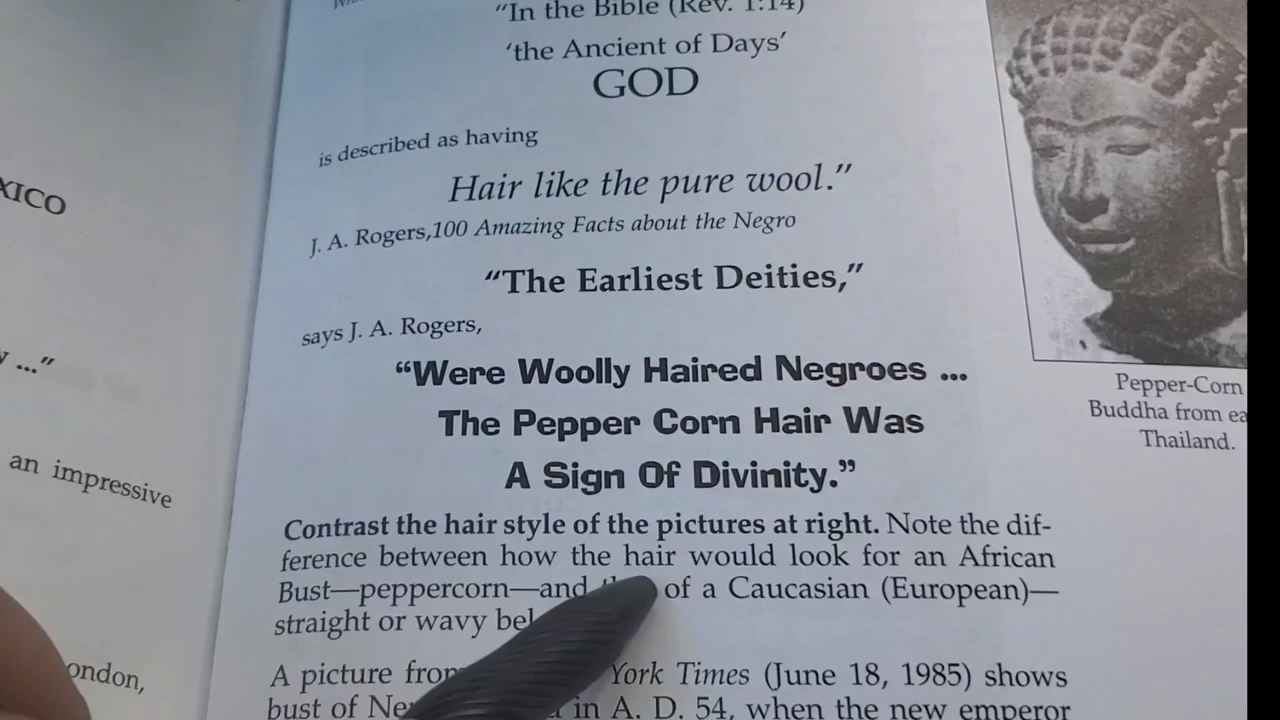 XICO
..."
an impressive
ondon,
"In the Bible (Rev. 1:14)
'the Ancient of Days'
GOD
is described as having
Hair like the pure wool."
J. A. Rogers,100 Amazing Facts about the Negro
"The Earliest Deities,"
says J. A. Rogers,
"Were Woolly Haired Negroes ...
The Pepper Corn Hair Was
A Sign Of Divinity."
Contrast the hair style of the pictures at right. Note the dif-
ference between how the hair would look for an African
Bust—peppercorn—and of a Caucasian (European)—
straight or wavy bel
A picture from York Times (June 18, 1985) shows
bust of Ne in A. D. 54, when the new emperor
Pepper-Corn
Buddha from ea
Thailand.